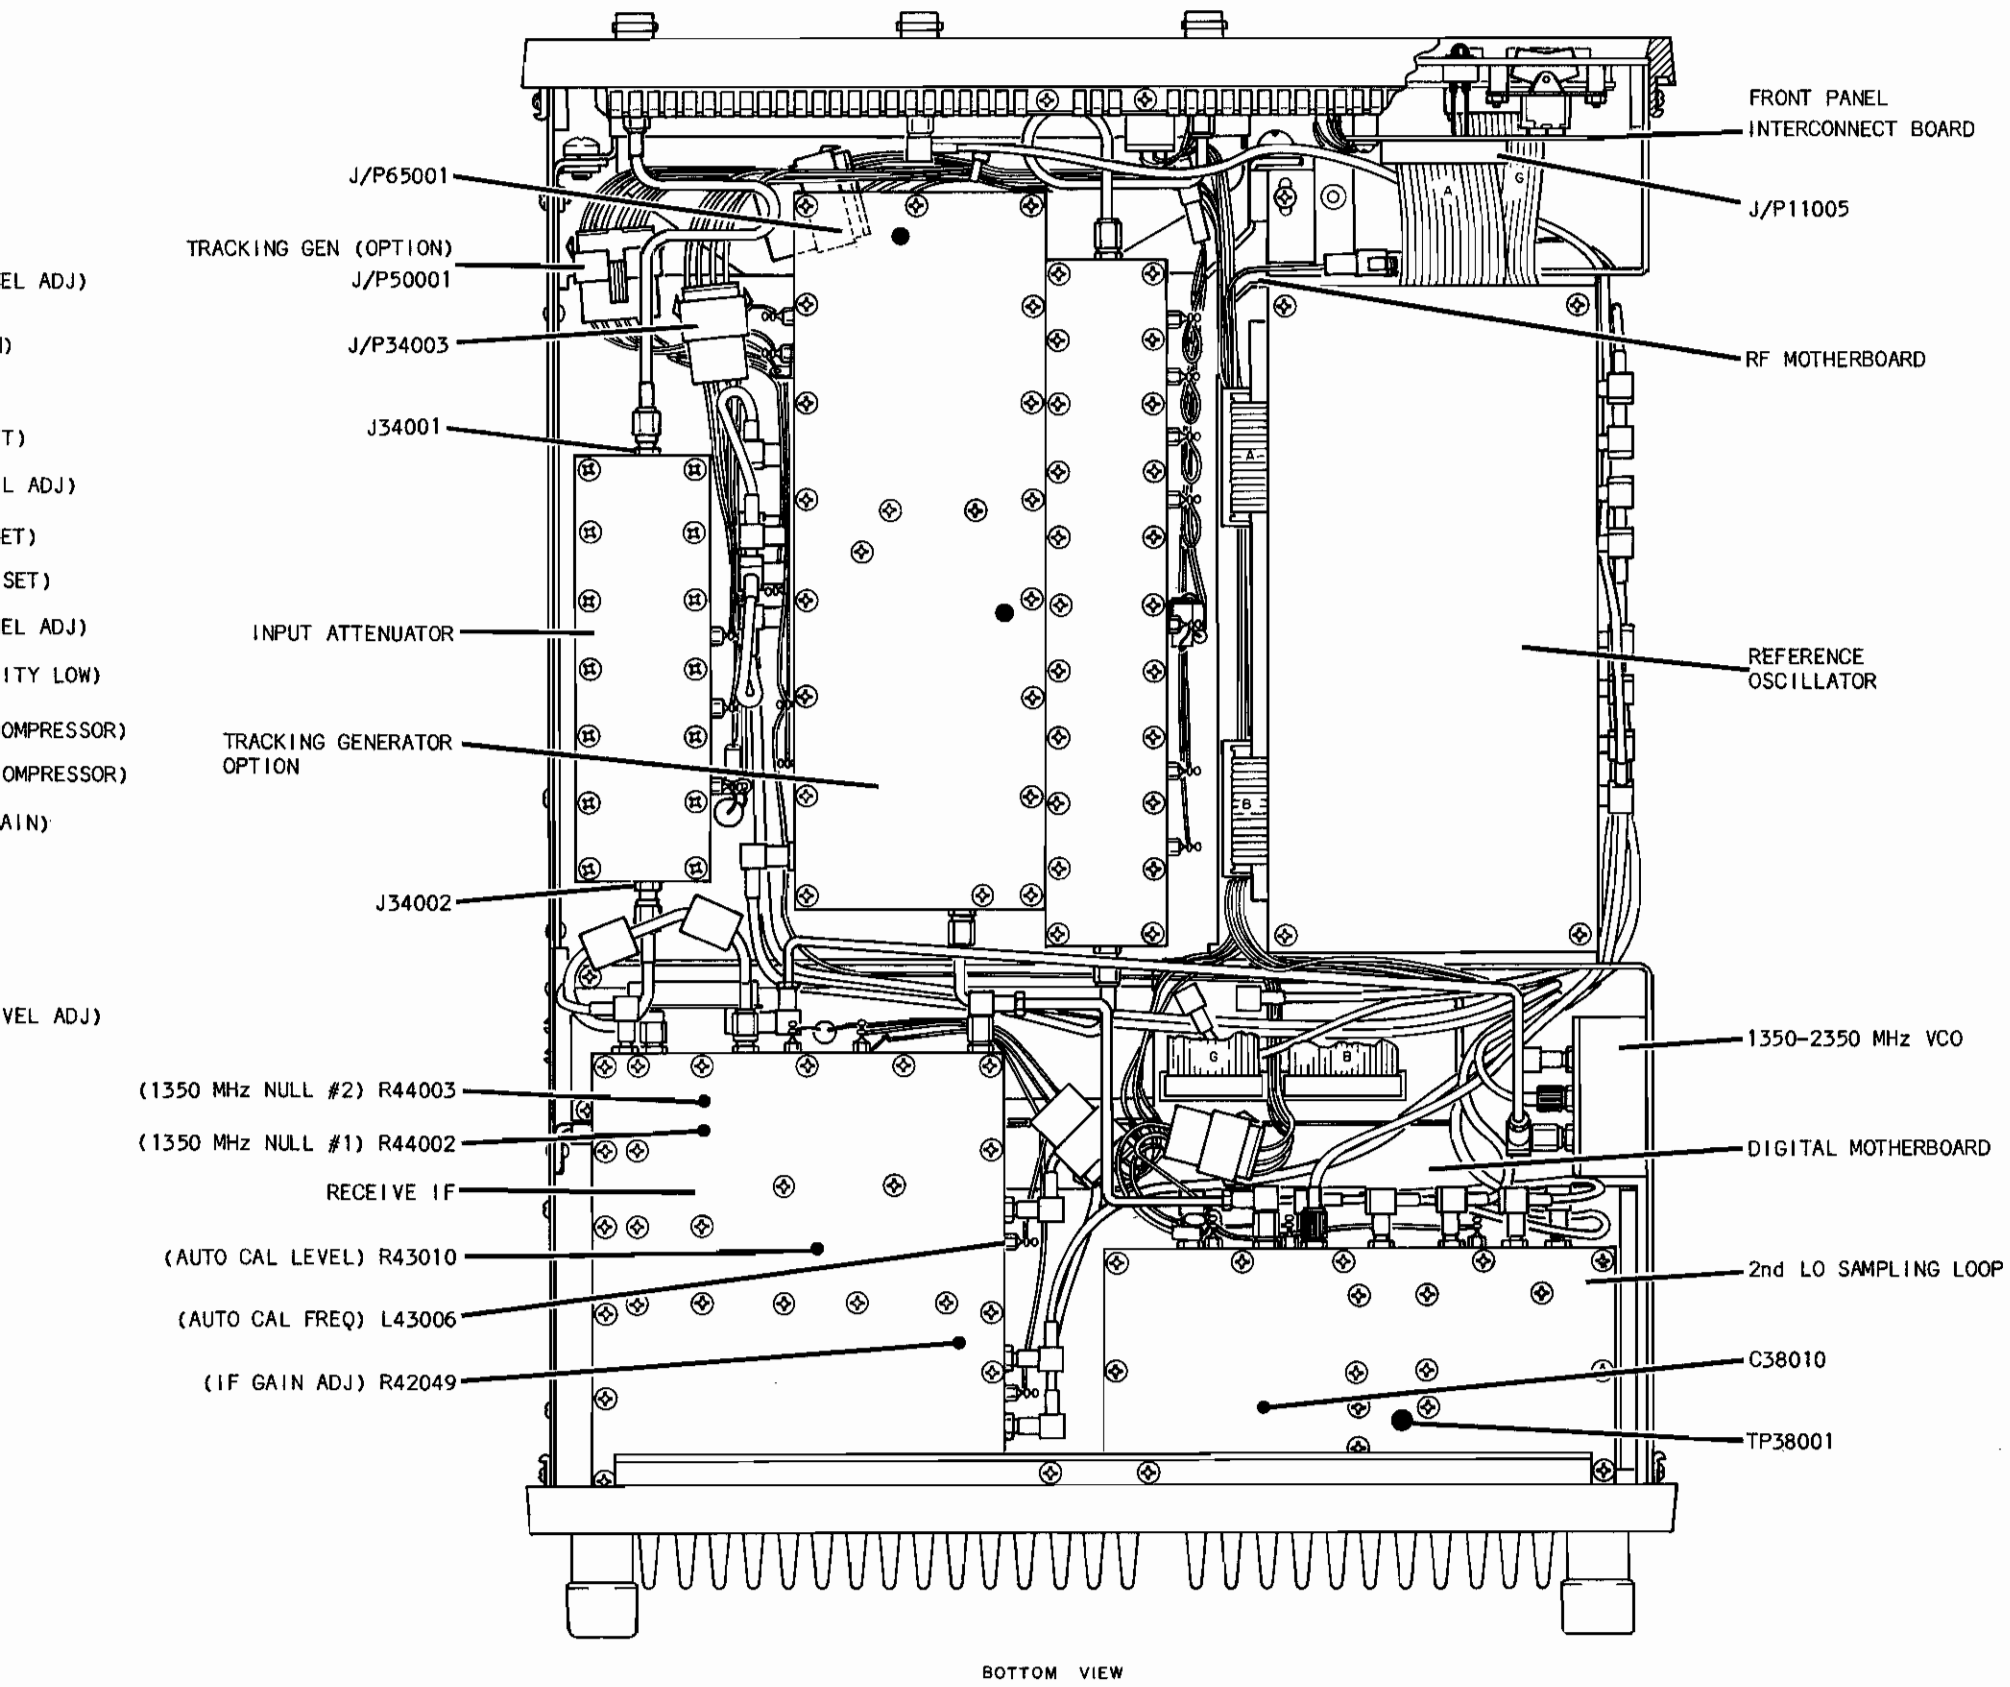 EL ADJ)
T)
L ADJ)
ET)
SET)
EL ADJ)
ITY LOW)
OMPRESSOR)
OMPRESSOR)
AIN)
VEL ADJ)
J/P65001
TRACKING GEN (OPTION)
J/P50001
J/P34003
J34001
INPUT ATTENUATOR
TRACKING GENERATOR
OPTION
J34002
(1350 MHz NULL #2) R44003
(1350 MHz NULL #1) R44002
RECEIVE IF
(AUTO CAL LEVEL) R43010
(AUTO CAL FREQ) L43006
(IF GAIN ADJ) R42049
A
G
A
B
G
B
FRONT PANEL
INTERCONNECT BOARD
J/P11005
RF MOTHERBOARD
REFERENCE
OSCILLATOR
1350-2350 MHz VCO
DIGITAL MOTHERBOARD
2nd LO SAMPLING LOOP
C38010
TP38001
BOTTOM VIEW